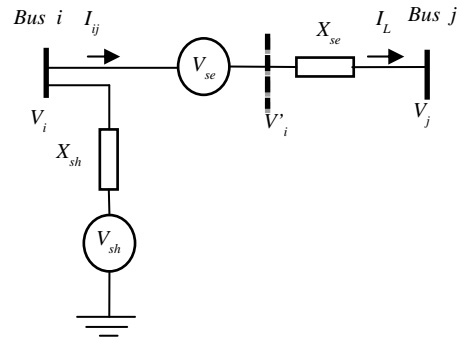 Bus i
I_ij
V_se
X_se
I_L
Bus j
V_i
V'_i
V_j
X_sh
V_sh